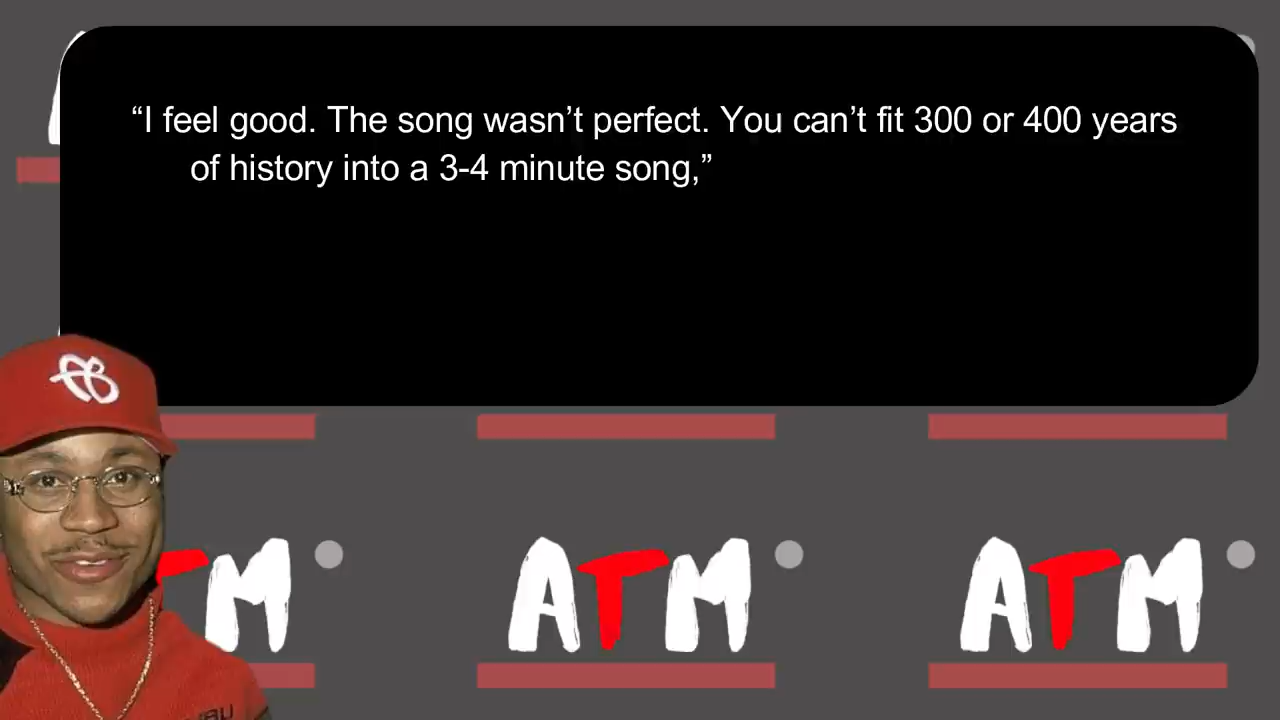 “I feel good. The song wasn’t perfect. You can’t fit 300 or 400 years
of history into a 3-4 minute song,”
TM
ATM
ATM